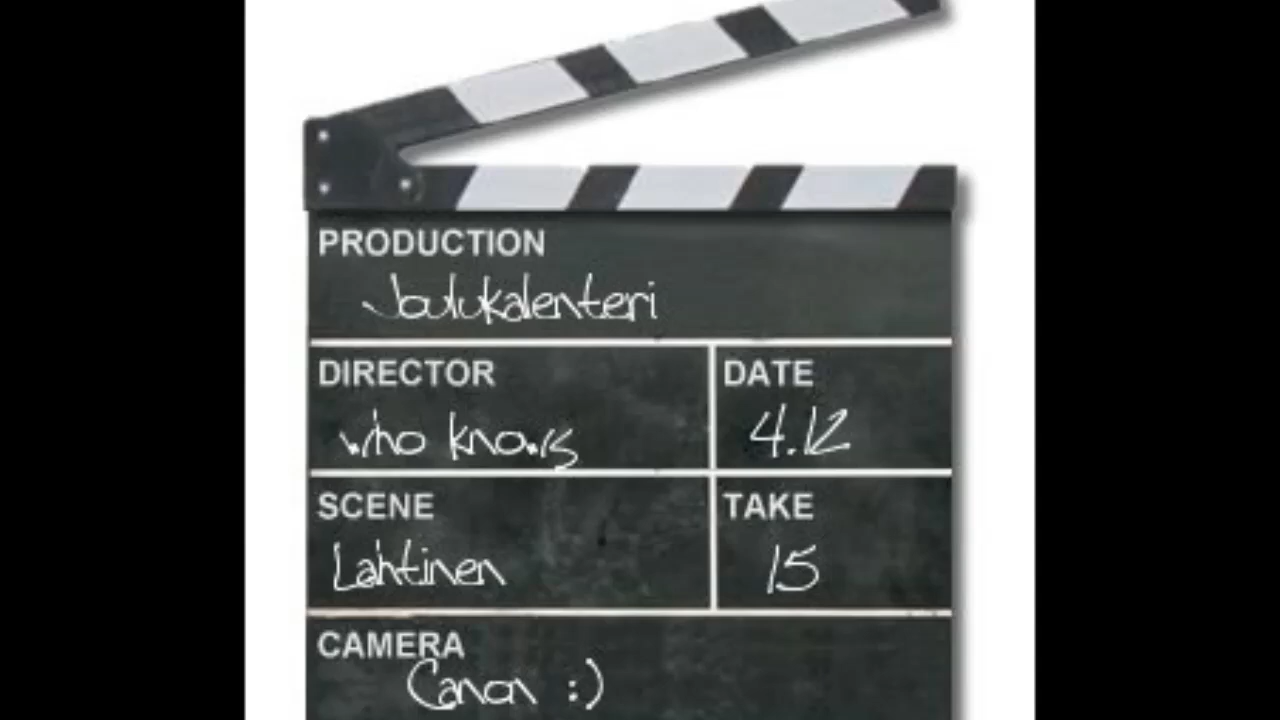 PRODUCTION
Joulukalenteri
DIRECTOR
who knows
DATE
4.12
SCENE
Lahtinen
TAKE
15
CAMERA
Canon :)